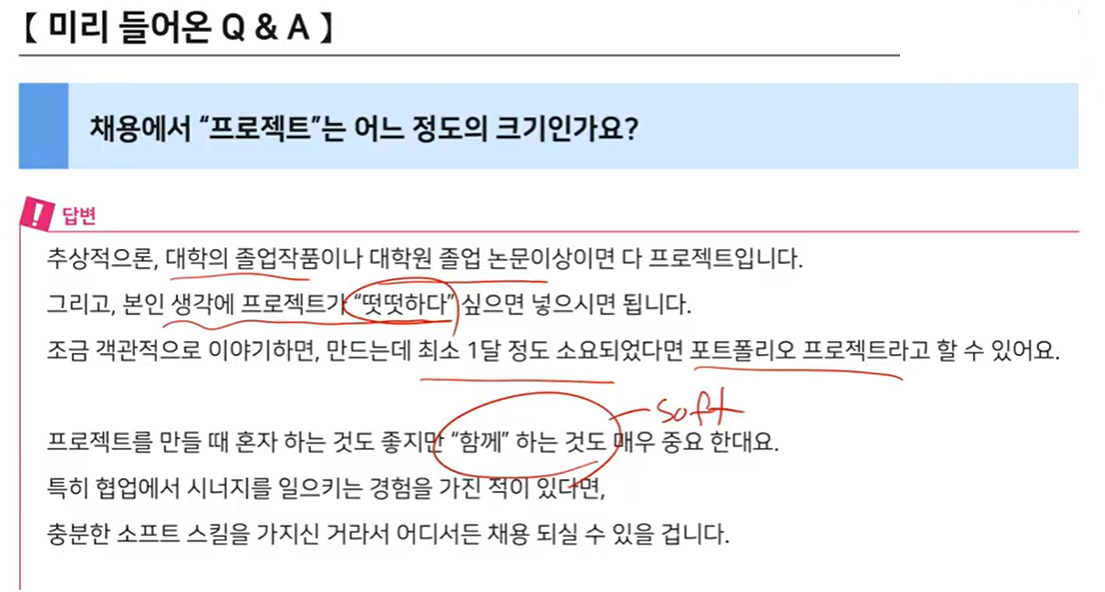 【 미리 들어온 Q & A 】
채용에서 “프로젝트”는 어느 정도의 크기인가요?
답변
추상적으론, 대학의 졸업작품이나 대학원 졸업 논문이상이면 다 프로젝트입니다.
그리고, 본인 생각에 프로젝트가 “떳떳하다” 싶으면 넣으시면 됩니다.
조금 객관적으로 이야기하면, 만드는데 최소 1달 정도 소요되었다면 포트폴리오 프로젝트라고 할 수 있어요.
soft
프로젝트를 만들 때 혼자 하는 것도 좋지만 “함께” 하는 것도 매우 중요 한대요.
특히 협업에서 시너지를 일으키는 경험을 가진 적이 있다면,
충분한 소프트 스킬을 가지신 거라서 어디서든 채용 되실 수 있을 겁니다.